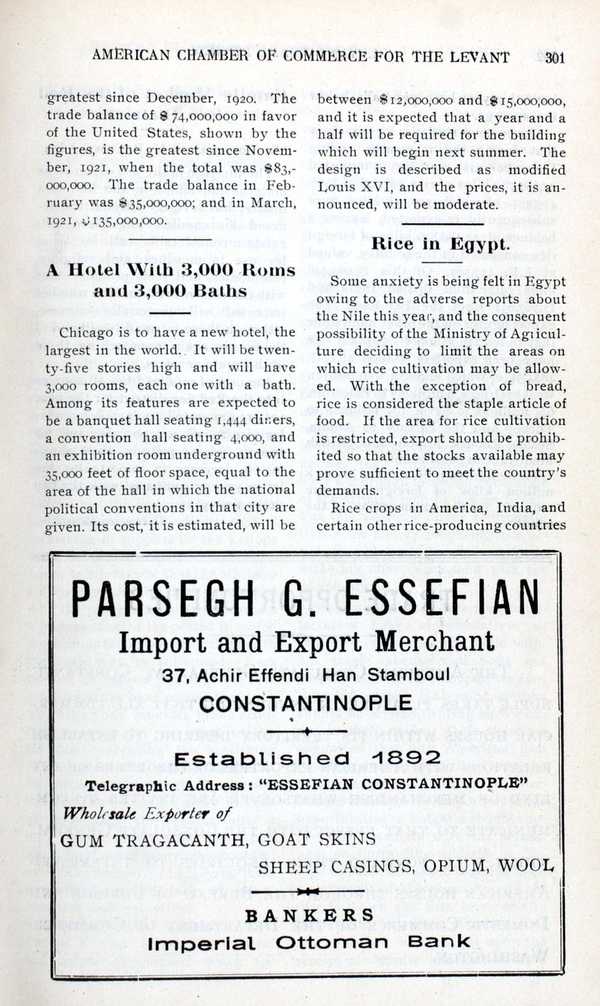 AMERICAN CHAMBER OF COMMERCE FOR THE LEVANT 301
greatest since December, 1920. The
trade balance of $ 74,000,000 in favor
of the United States, shown by the
figures, is the greatest since Novem-
ber, 1921, when the total was $83,-
000,000. The trade balance in Feb-
ruary was $35,000,000; and in March,
1921, $135,000,000.
A Hotel With 3,000 Roms
and 3,000 Baths
Chicago is to have a new hotel, the
largest in the world. It will be twen-
ty-five stories high and will have
3,000 rooms, each one with a bath.
Among its features are expected to
be a banquet hall seating 1,444 diners,
a convention hall seating 4,000, and
an exhibition room underground with
35,000 feet of floor space, equal to the
area of the hall in which the national
political conventions in that city are
given. Its cost, it is estimated, will be
between $12,000,000 and $15,000,000,
and it is expected that a year and a
half will be required for the building
which will begin next summer. The
design is described as modified
Louis XVI, and the prices, it is an-
nounced, will be moderate.
Rice in Egypt.
Some anxiety is being felt in Egypt
owing to the adverse reports about
the Nile this year, and the consequent
possibility of the Ministry of Agricul-
ture deciding to limit the areas on
which rice cultivation may be allow-
ed. With the exception of bread,
rice is considered the staple article of
food. If the area for rice cultivation
is restricted, export should be prohib-
ited so that the stocks available may
prove sufficient to meet the country's
demands.
Rice crops in America, India, and
certain other rice-producing countries
PARSEGH G. ESSEFIAN
Import and Export Merchant
37, Achir Effendi Han Stamboul
CONSTANTINOPLE
Established 1892
Telegraphic Address: "ESSEFIAN CONSTANTINOPLE"
Wholesale Exporter of
GUM TRAGACANTH, GOAT SKINS
SHEEP CASINGS, OPIUM, WOOL
BANKERS
Imperial Ottoman Bank